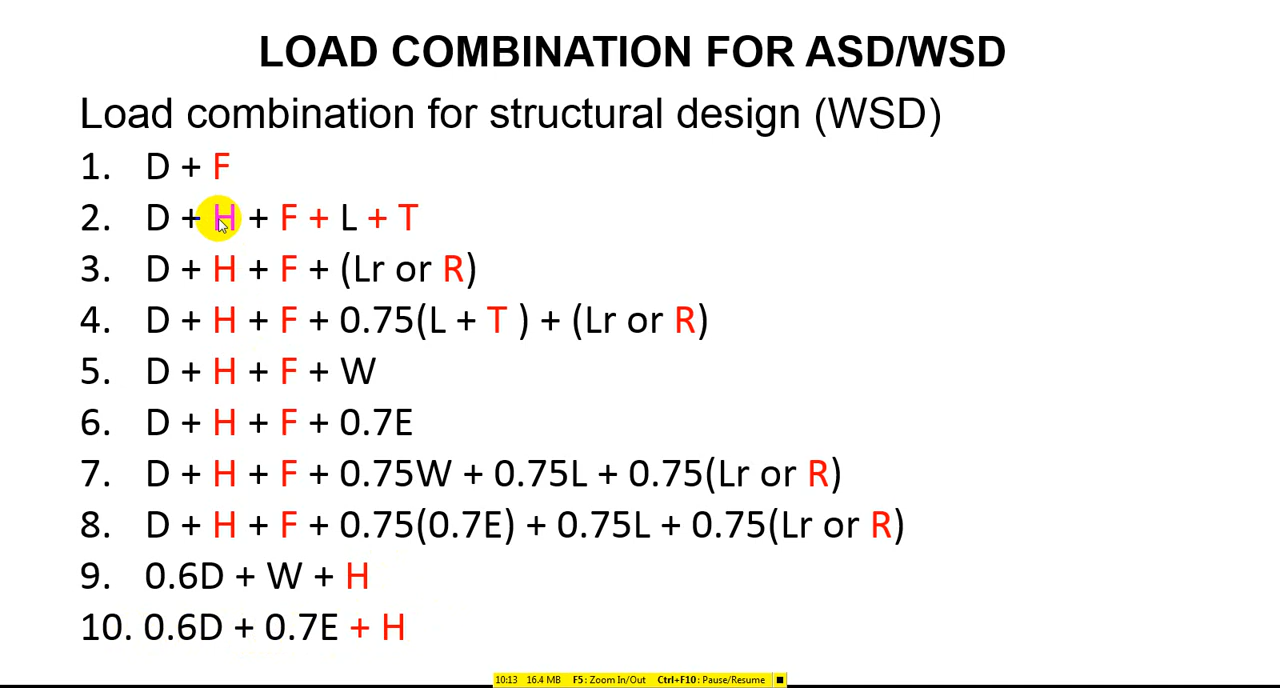 LOAD COMBINATION FOR ASD/WSD
Load combination for structural design (WSD)
1. D + F
2. D + H + F + L + T
3. D + H + F + (Lr or R)
4. D + H + F + 0.75(L + T ) + (Lr or R)
5. D + H + F + W
6. D + H + F + 0.7E
7. D + H + F + 0.75W + 0.75L + 0.75(Lr or R)
8. D + H + F + 0.75(0.7E) + 0.75L + 0.75(Lr or R)
9. 0.6D + W + H
10. 0.6D + 0.7E + H
10:13 16.4 MB F5: Zoom In/Out Ctrl+F10: Pause/Resume